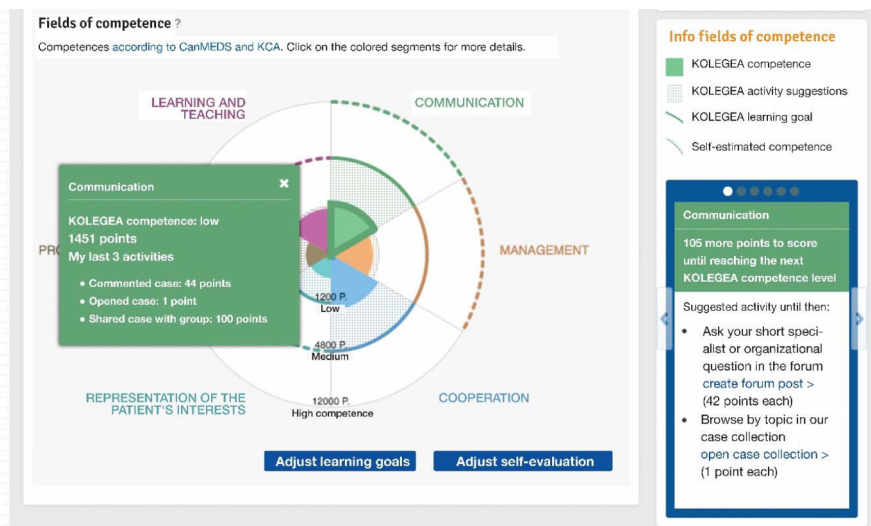 Fields of competence ?
Competences according to CanMEDS and KCA. Click on the colored segments for more details.
LEARNING AND
TEACHING
COMMUNICATION
Communication ×
KOLEGEA competence: low
1451 points
My last 3 activities
• Commented case: 44 points
• Opened case: 1 point
• Shared case with group: 100 points
MANAGEMENT
1200 P.
Low
4800 P.
Medium
12000 P.
High competence
REPRESENTATION OF THE
PATIENT'S INTERESTS
COOPERATION
Adjust learning goals
Adjust self-evaluation
Info fields of competence
KOLEGEA competence
KOLEGEA activity suggestions
KOLEGEA learning goal
Self-estimated competence
Communication
105 more points to score
until reaching the next
KOLEGEA competence level
Suggested activity until then:
• Ask your short speci-
alist or organizational
question in the forum
create forum post >
(42 points each)
• Browse by topic in our
case collection
open case collection >
(1 point each)